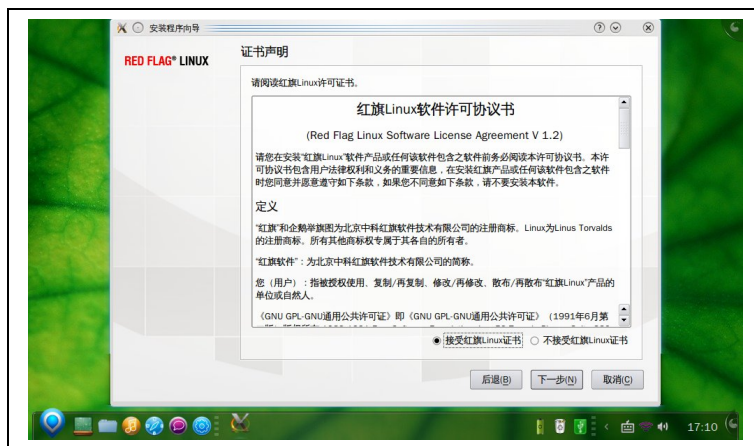 安装程序向导
RED FLAG® LINUX
证书声明
请阅读红旗Linux许可证书。
红旗Linux软件许可协议书
(Red Flag Linux Software License Agreement V 1.2)
请您在安装“红旗Linux”软件产品或任何该软件包含之软件前务必阅读本许可协议书。本许
可协议书包含用户法律权利和义务的重要信息，在安装红旗产品或任何该软件包含之软件
时您同意并愿意遵守如下条款，如果您不同意如下条款，请不要安装本软件。
定义
“红旗”和企鹅举旗图为北京中科红旗软件技术有限公司的注册商标。Linux为Linus Torvalds
的注册商标。所有其他商标权专属于其各自的所有者。
“红旗软件”：为北京中科红旗软件技术有限公司的简称。
您（用户）：指被授权使用、复制/再复制、修改/再修改、散布/再散布“红旗Linux”产品的
单位或自然人。
《GNU GPL-GNU通用公共许可证》即《GNU GPL-GNU通用公共许可证》（1991年6月第
接受红旗Linux证书 不接受红旗Linux证书
后退(B) 下一步(N) 取消(C)
17:10